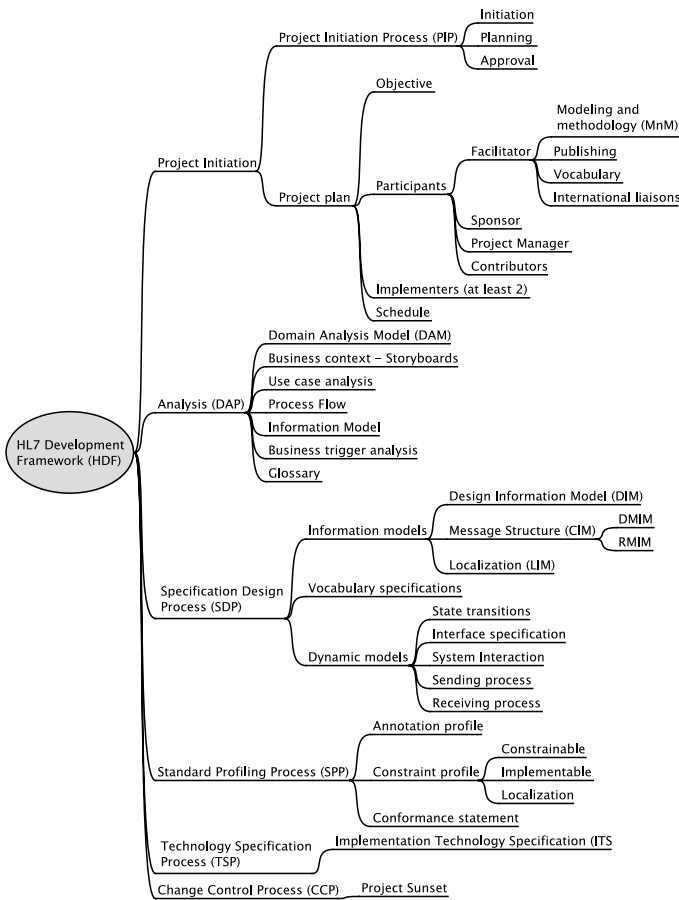 HL7 Development
Framework (HDF)
Project Initiation
Project Initiation Process (PIP)
Initiation
Planning
Approval
Project plan
Objective
Participants
Facilitator
Modeling and
methodology (MnM)
Publishing
Vocabulary
International liaisons
Sponsor
Project Manager
Contributors
Implementers (at least 2)
Schedule
Analysis (DAP)
Domain Analysis Model (DAM)
Business context – Storyboards
Use case analysis
Process Flow
Information Model
Business trigger analysis
Glossary
Specification Design
Process (SDP)
Information models
Design Information Model (DIM)
Message Structure (CIM)
DMIM
RMIM
Localization (LIM)
Vocabulary specifications
Dynamic models
State transitions
Interface specification
System Interaction
Sending process
Receiving process
Standard Profiling Process (SPP)
Annotation profile
Constraint profile
Constrainable
Implementable
Localization
Conformance statement
Technology Specification
Process (TSP)
Implementation Technology Specification (ITS
Change Control Process (CCP)
Project Sunset